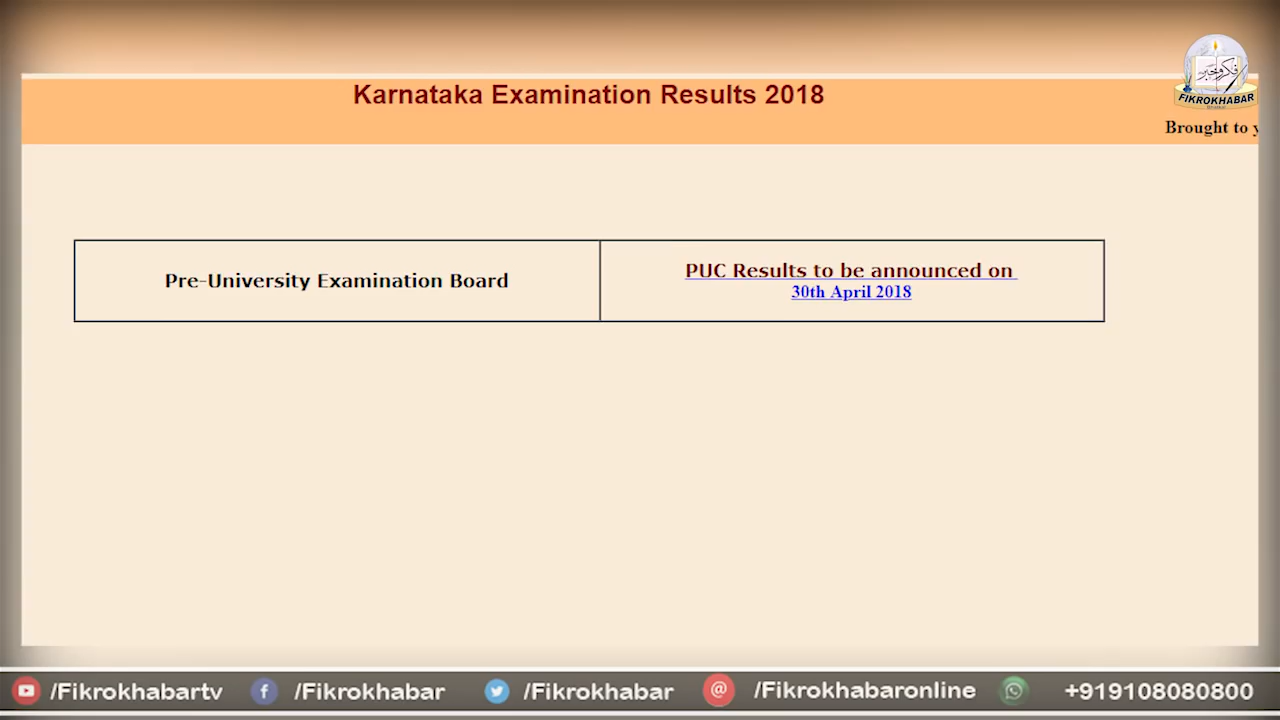 Karnataka Examination Results 2018
فکروخبر
FIKROKHABAR
Brought to y
Pre-University Examination Board
PUC Results to be announced on
30th April 2018
/Fikrokhabartv
/Fikrokhabar
/Fikrokhabar
@ /Fikrokhabaronline
+919108080800